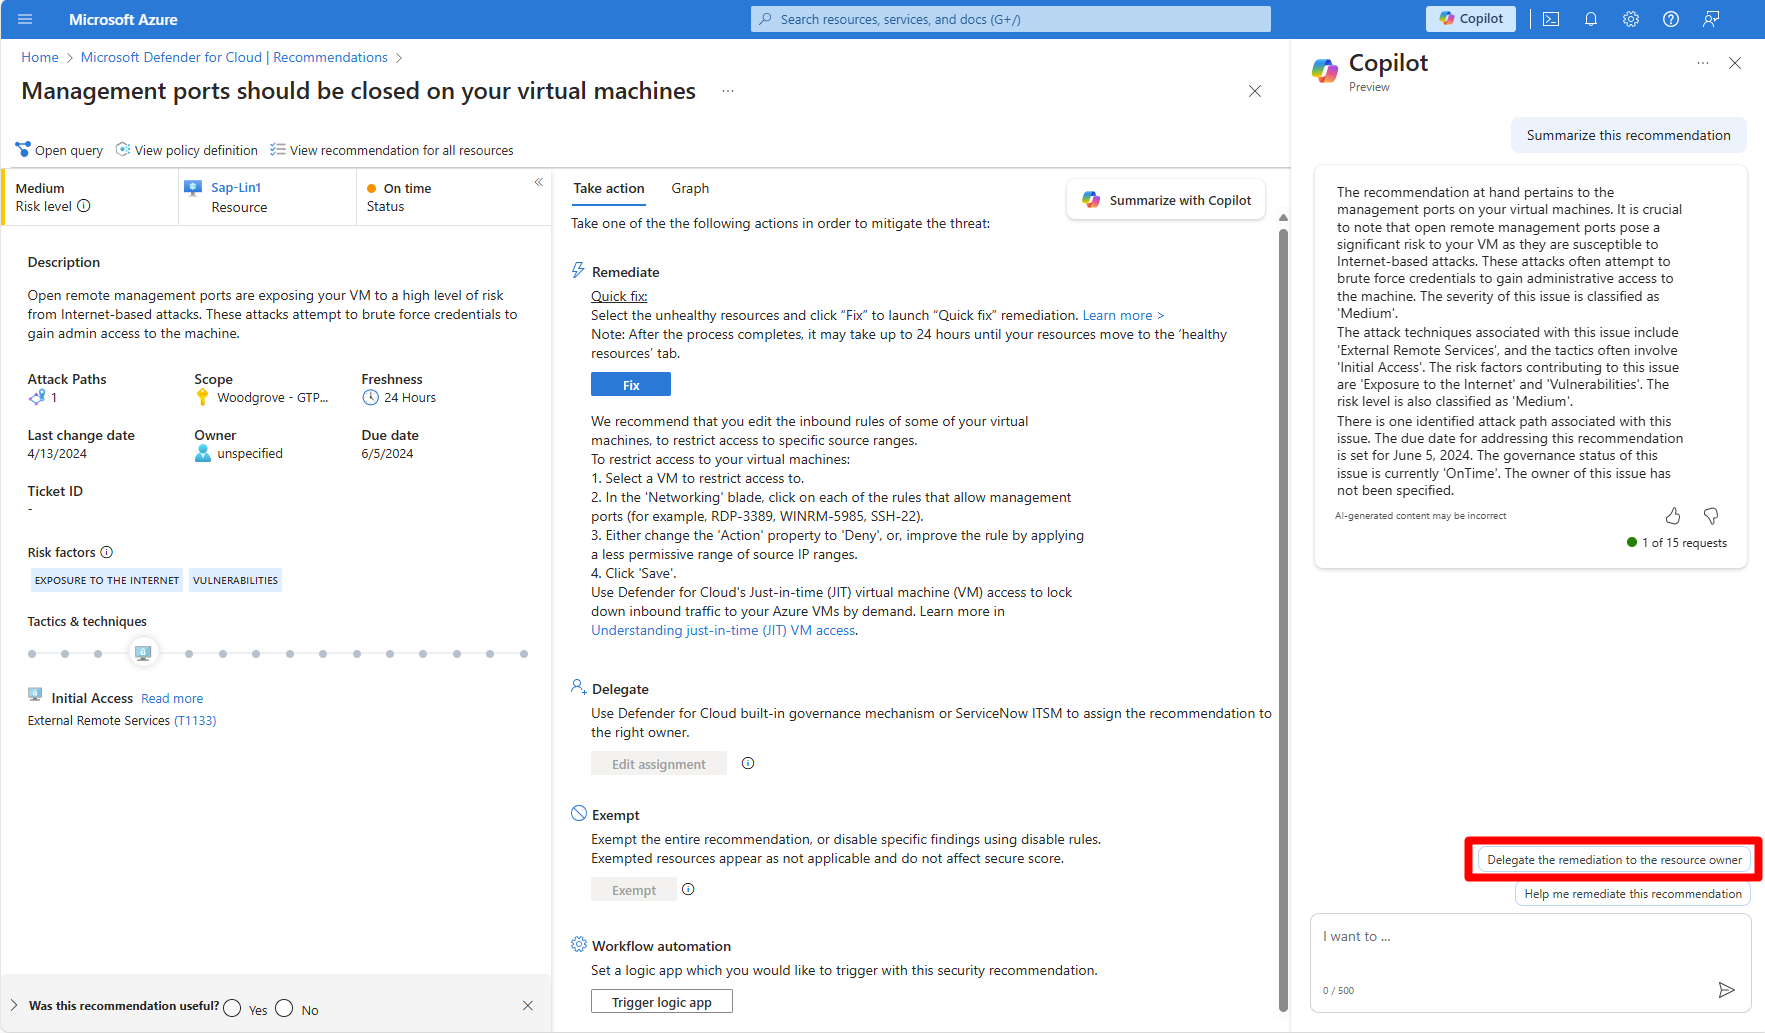 Microsoft Azure
Search resources, services, and docs (G+/)
Copilot
Home > Microsoft Defender for Cloud | Recommendations >
Management ports should be closed on your virtual machines ...
Open query
View policy definition
View recommendation for all resources
Medium
Risk level
Sap-Lin1
Resource
On time
Status
Description
Open remote management ports are exposing your VM to a high level of risk
from Internet-based attacks. These attacks attempt to brute force credentials to
gain admin access to the machine.
Attack Paths
1
Scope
Woodgrove - GTP...
Freshness
24 Hours
Last change date
4/13/2024
Owner
unspecified
Due date
6/5/2024
Ticket ID
-
Risk factors
EXPOSURE TO THE INTERNET
VULNERABILITIES
Tactics & techniques
Initial Access Read more
External Remote Services (T1133)
Was this recommendation useful? Yes No
Take action
Graph
Summarize with Copilot
Take one of the the following actions in order to mitigate the threat:
Remediate
Quick fix:
Select the unhealthy resources and click “Fix” to launch “Quick fix” remediation. Learn more >
Note: After the process completes, it may take up to 24 hours until your resources move to the ‘healthy
resources’ tab.
Fix
We recommend that you edit the inbound rules of some of your virtual
machines, to restrict access to specific source ranges.
To restrict access to your virtual machines:
1. Select a VM to restrict access to.
2. In the 'Networking' blade, click on each of the rules that allow management
ports (for example, RDP-3389, WINRM-5985, SSH-22).
3. Either change the 'Action' property to 'Deny', or, improve the rule by applying
a less permissive range of source IP ranges.
4. Click 'Save'.
Use Defender for Cloud's Just-in-time (JIT) virtual machine (VM) access to lock
down inbound traffic to your Azure VMs by demand. Learn more in
Understanding just-in-time (JIT) VM access.
Delegate
Use Defender for Cloud built-in governance mechanism or ServiceNow ITSM to assign the recommendation to
the right owner.
Edit assignment
Exempt
Exempt the entire recommendation, or disable specific findings using disable rules.
Exempted resources appear as not applicable and do not affect secure score.
Exempt
Workflow automation
Set a logic app which you would like to trigger with this security recommendation.
Trigger logic app
Copilot
Preview
Summarize this recommendation
The recommendation at hand pertains to the
management ports on your virtual machines. It is crucial
to note that open remote management ports pose a
significant risk to your VM as they are susceptible to
Internet-based attacks. These attacks often attempt to
brute force credentials to gain administrative access to
the machine. The severity of this issue is classified as
'Medium'.
The attack techniques associated with this issue include
'External Remote Services', and the tactics often involve
'Initial Access'. The risk factors contributing to this issue
are 'Exposure to the Internet' and 'Vulnerabilities'. The
risk level is also classified as 'Medium'.
There is one identified attack path associated with this
issue. The due date for addressing this recommendation
is set for June 5, 2024. The governance status of this
issue is currently 'OnTime'. The owner of this issue has
not been specified.
AI-generated content may be incorrect
1 of 15 requests
Delegate the remediation to the resource owner
Help me remediate this recommendation
I want to ...
0 / 500